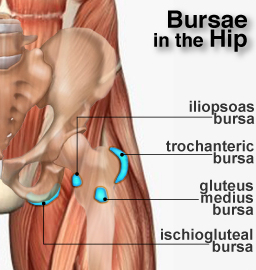 Bursae
in the Hip
iliopsoas
bursa
trochanteric
bursa
gluteus
medius
bursa
ischiogluteal
bursa